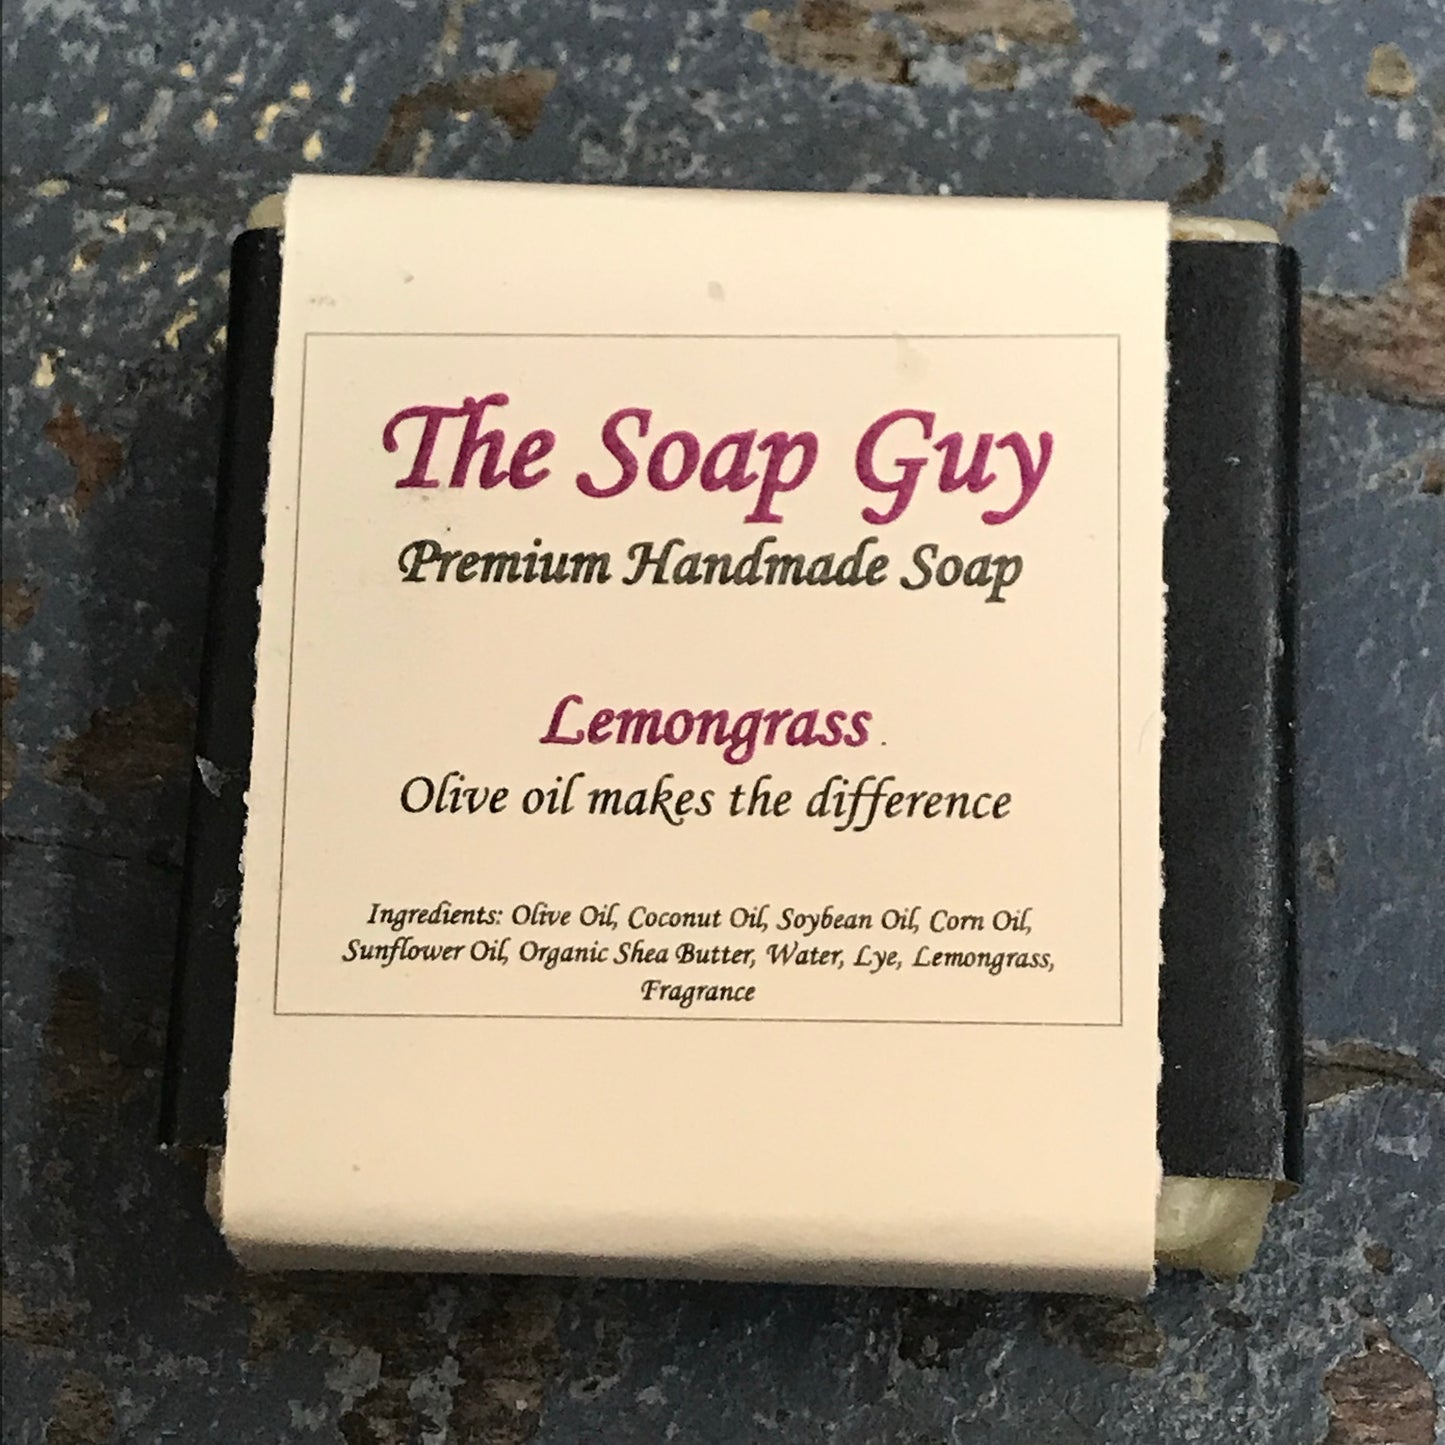 The Soap Guy
Premium Handmade Soap
Lemongrass
Olive oil makes the difference
Ingredients: Olive Oil, Coconut Oil, Soybean Oil, Corn Oil,
Sunflower Oil, Organic Shea Butter, Water, Lye, Lemongrass,
Fragrance